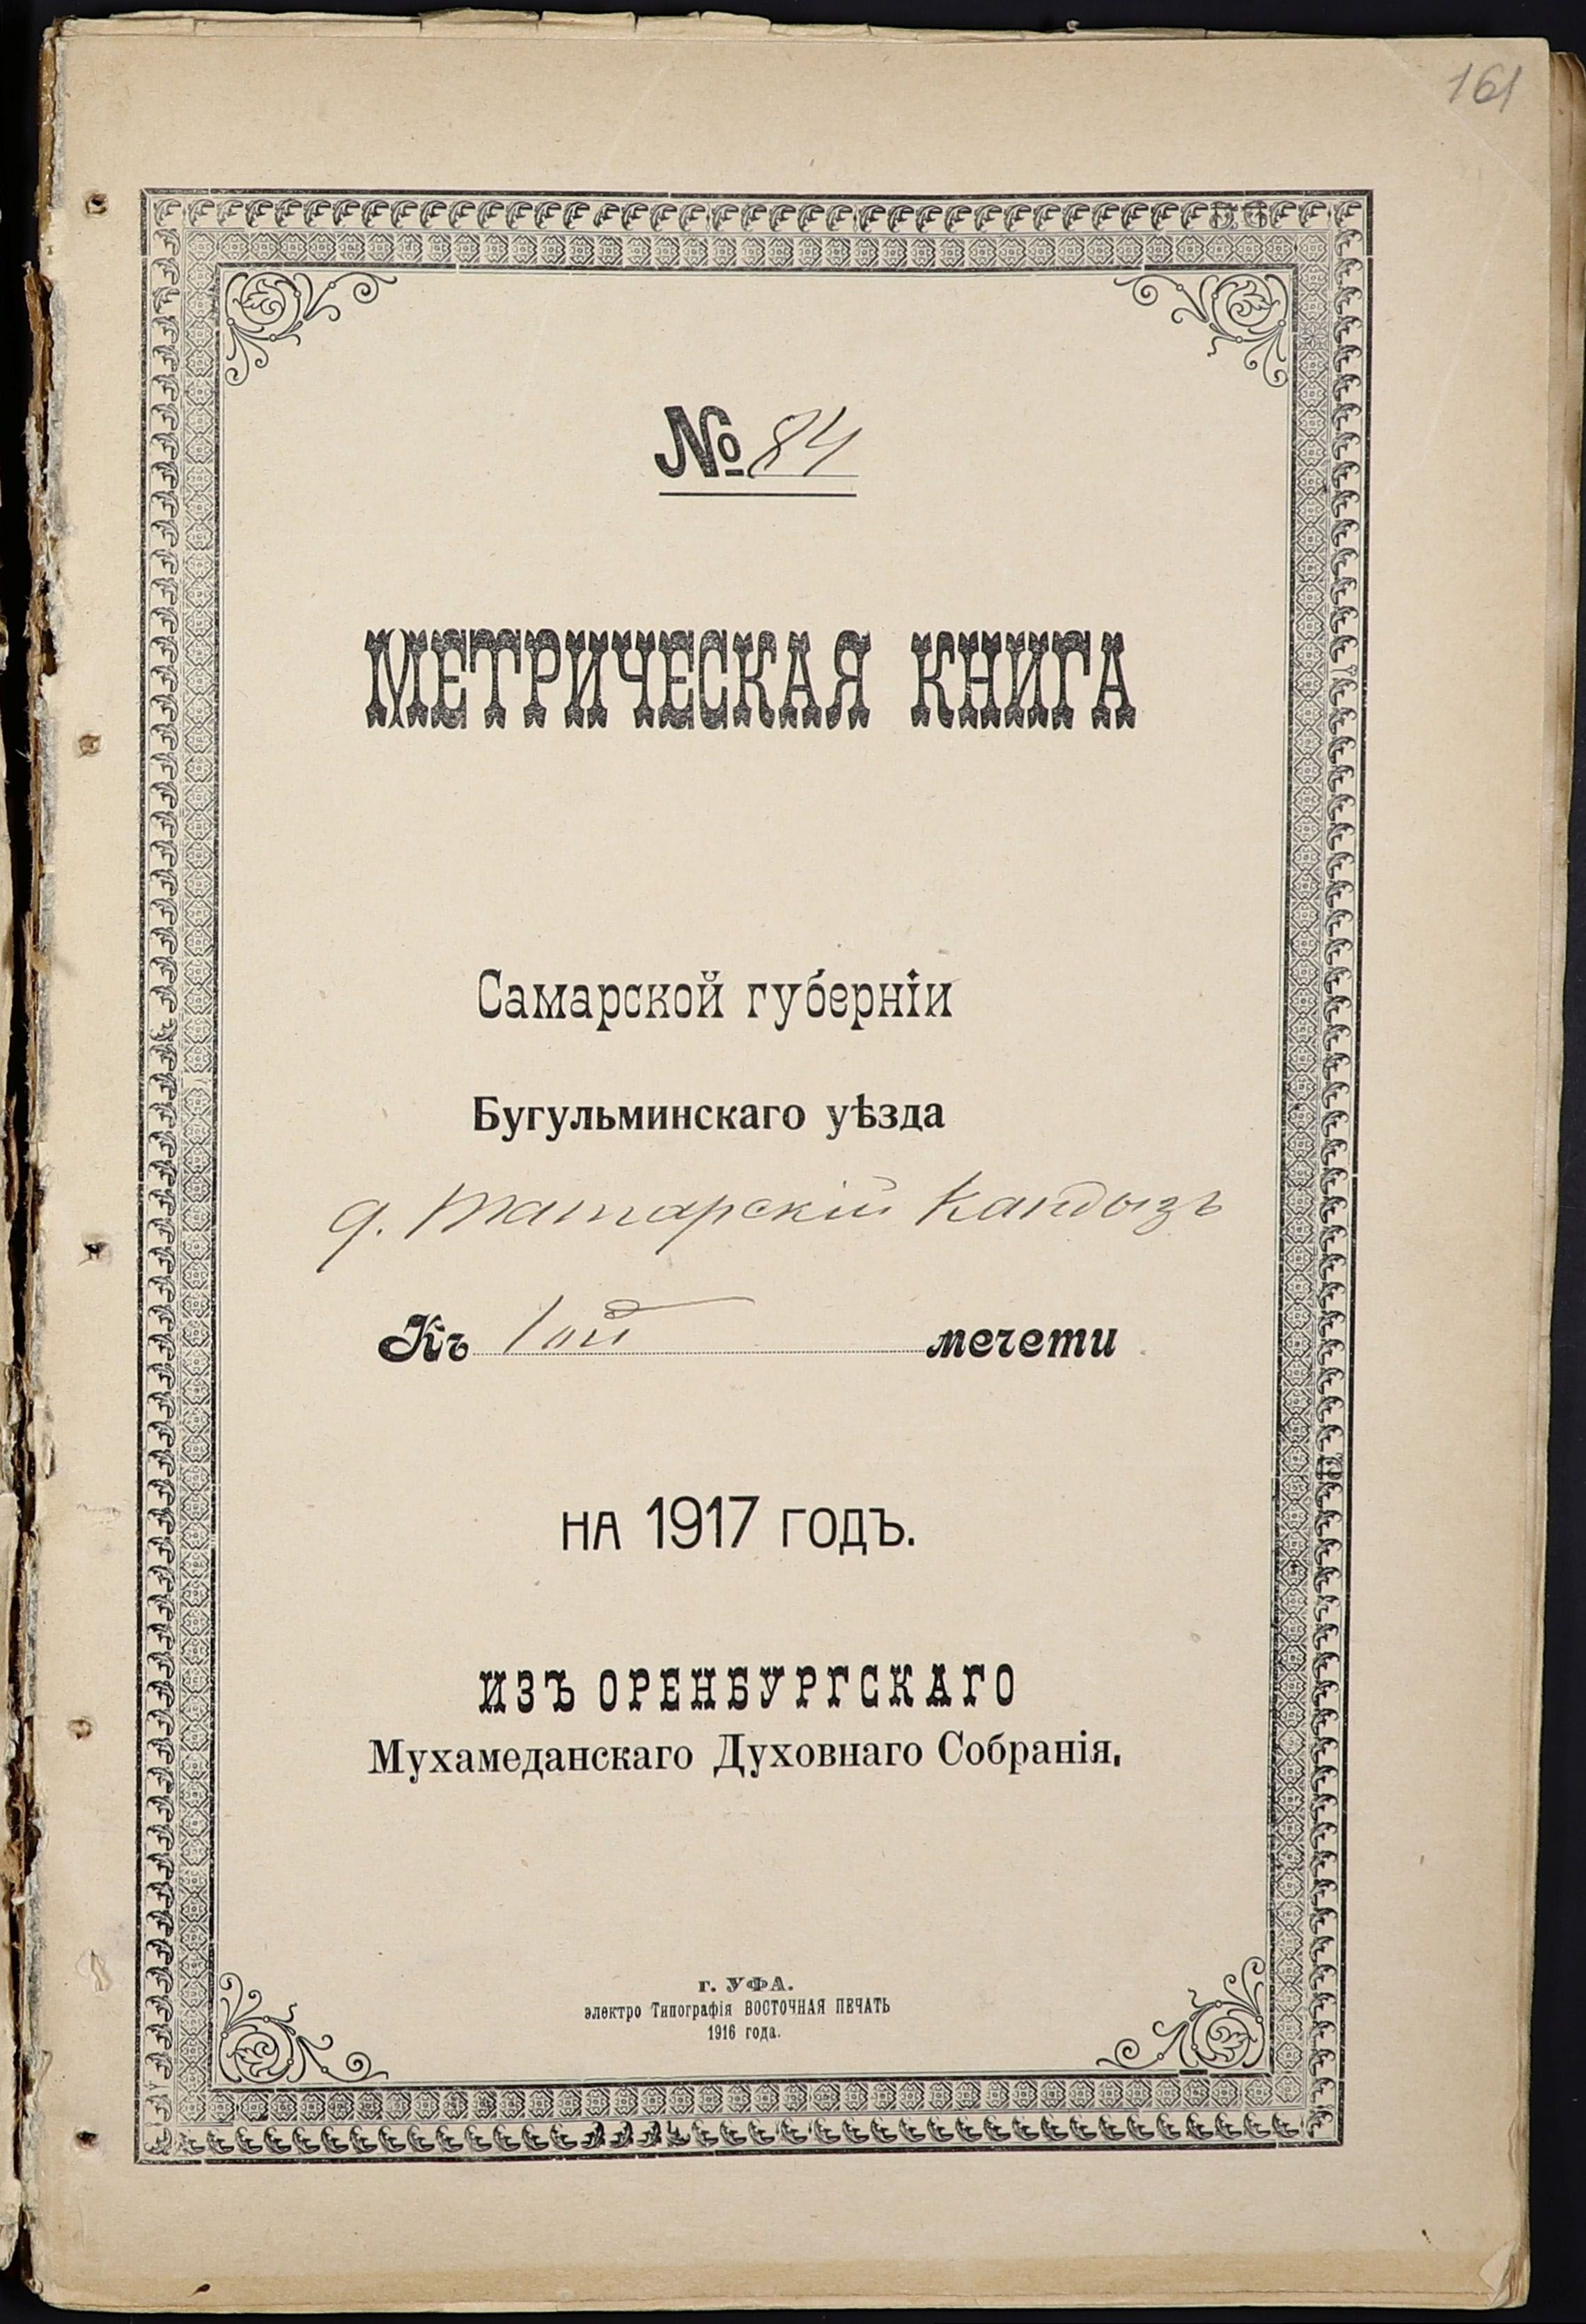 161
№ 84
МЕТРИЧЕСКАЯ КНИГА
Самарской губерніи
Бугульминскаго уѣзда
д. Татарскій Кандызъ
Къ 1ой мечети
НА 1917 ГОДЪ.
ИЗЪ ОРЕНБУРГСКАГО
Мухамеданскаго Духовнаго Собранія,
г. УФА.
электро Типографія ВОСТОЧНАЯ ПЕЧАТЬ
1916 года.